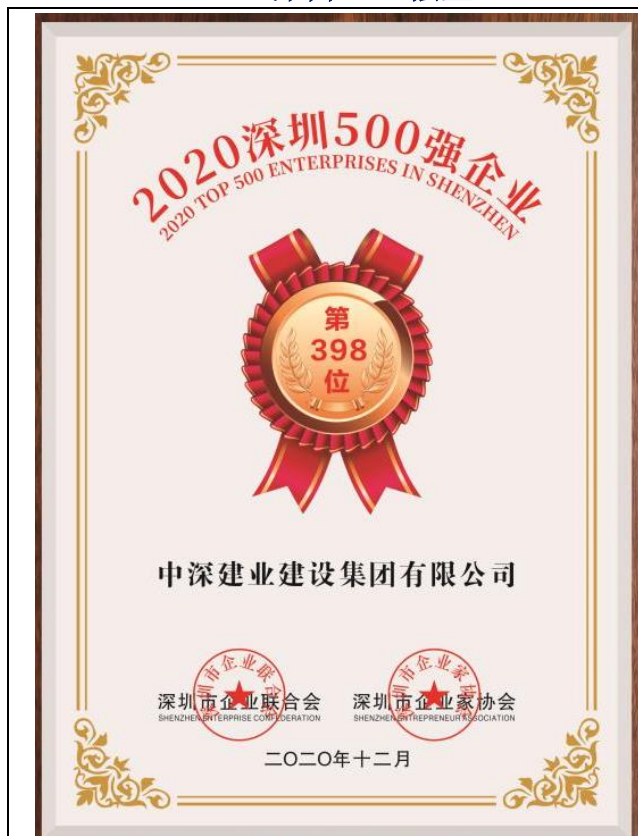 2020深圳500强企业
2020 TOP 500 ENTERPRISES IN SHENZHEN
第
398
位
中深建业建设集团有限公司
深圳市企业联合会
SHENZHEN ENTERPRISE CONFEDERATION
深圳市企业家协会
SHENZHEN ENTREPRENEUR ASSOCIATION
二〇二〇年十二月